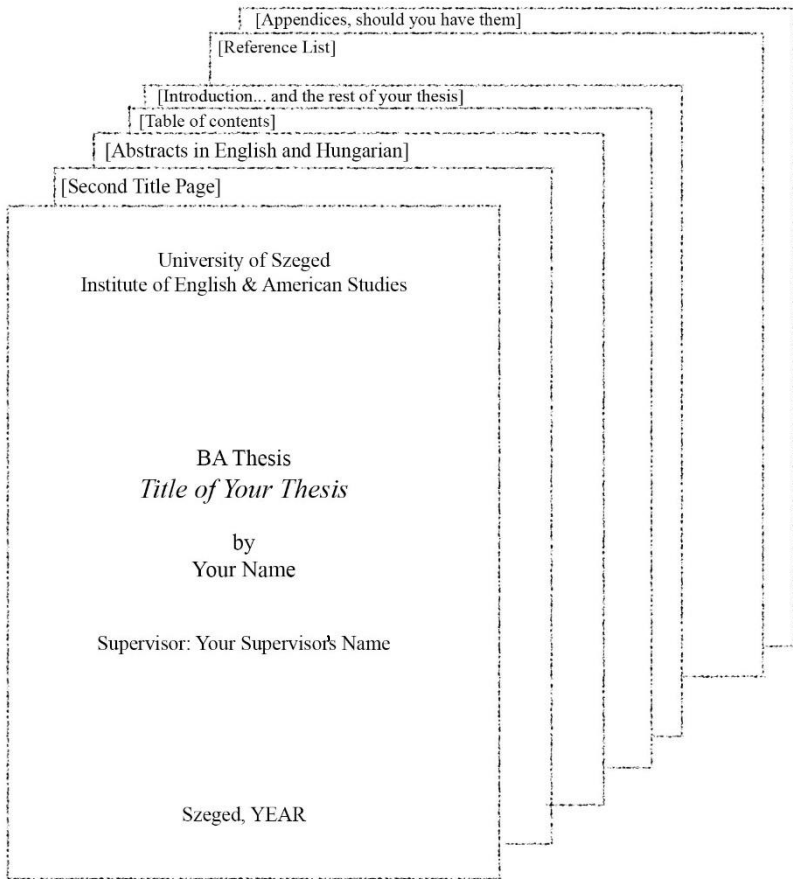 [Appendices, should you have them]
[Reference List]
[Introduction... and the rest of your thesis]
[Table of contents]
[Abstracts in English and Hungarian]
[Second Title Page]
University of Szeged
Institute of English & American Studies
BA Thesis
Title of Your Thesis
by
Your Name
Supervisor: Your Supervisor's Name
Szeged, YEAR